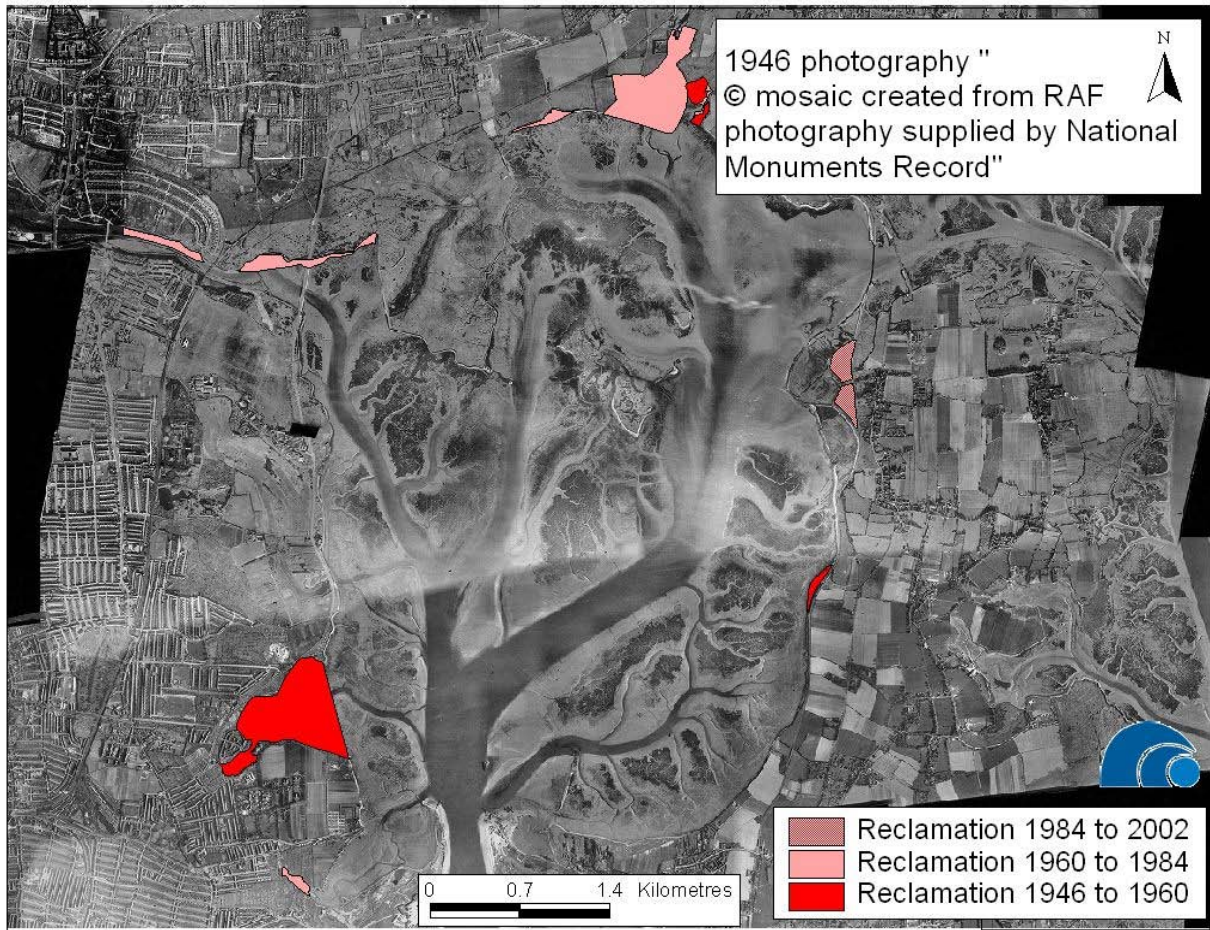 1946 photography "
© mosaic created from RAF
photography supplied by National
Monuments Record"
N
0 0.7 1.4 Kilometres
Reclamation 1984 to 2002
Reclamation 1960 to 1984
Reclamation 1946 to 1960